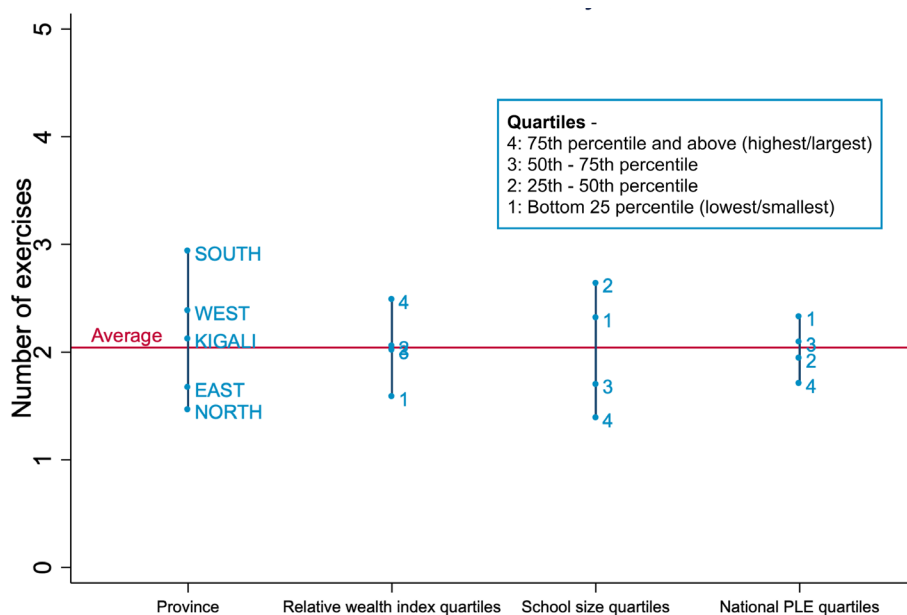 5
4
3
2
1
0
Number of exercises
Quartiles -
4: 75th percentile and above (highest/largest)
3: 50th - 75th percentile
2: 25th - 50th percentile
1: Bottom 25 percentile (lowest/smallest)
Average
SOUTH
WEST
KIGALI
EAST
NORTH
4
1
2
1
3
4
1
3
2
4
Province
Relative wealth index quartiles
School size quartiles
National PLE quartiles